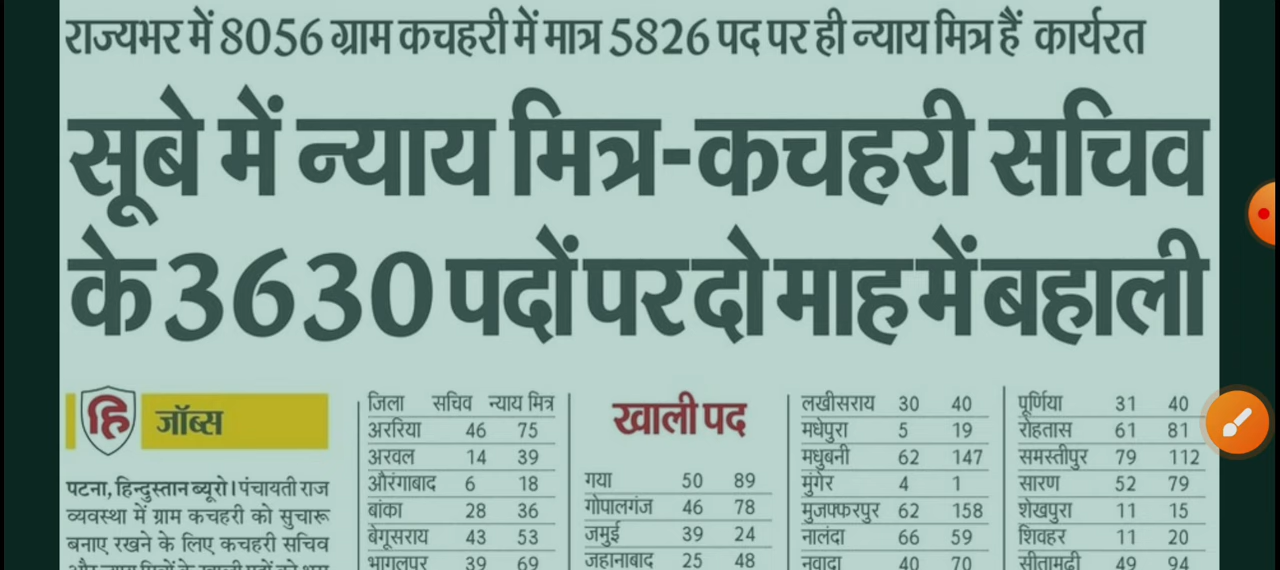 राज्यभर में 8056 ग्राम कचहरी में मात्र 5826 पद पर ही न्याय मित्र हैं कार्यरत
सूबे में न्याय मित्र-कचहरी सचिव
के 3630 पदों पर दो माह में बहाली
हि जॉब्स
पटना, हिन्दुस्तान ब्यूरो। पंचायती राज
व्यवस्था में ग्राम कचहरी को सुचारू
बनाए रखने के लिए कचहरी सचिव
जिला सचिव न्याय मित्र
अररिया 46 75
अरवल 14 39
औरंगाबाद 6 18
बांका 28 36
बेगूसराय 43 53
भागलपुर 39 69
खाली पद
गया 50 89
गोपालगंज 46 78
जमुई 39 24
जहानाबाद 25 48
लखीसराय 30 40
मधेपुरा 5 19
मधुबनी 62 147
मुंगेर 4 1
मुजफ्फरपुर 62 158
नालंदा 66 59
नवादा 40 70
पूर्णिया 31 40
रोहतास 61 81
समस्तीपुर 79 112
सारण 52 79
शेखपुरा 11 15
शिवहर 11 20
सीतामढ़ी 49 94